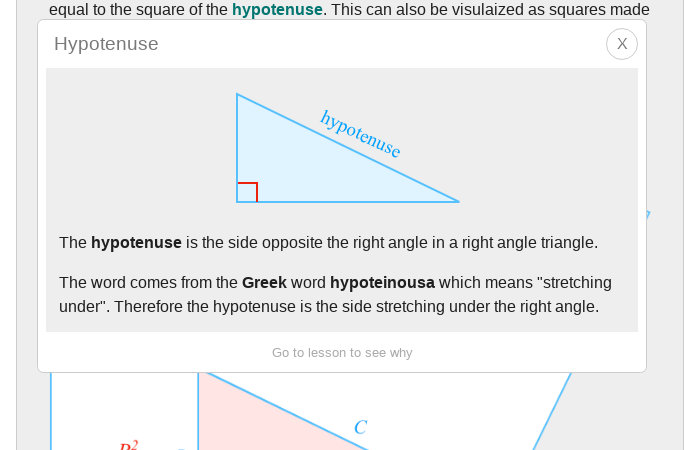 equal to the square of the hypotenuse. This can also be visulaized as squares made
Hypotenuse
X
hypotenuse
The hypotenuse is the side opposite the right angle in a right angle triangle.
The word comes from the Greek word hypoteinousa which means "stretching
under". Therefore the hypotenuse is the side stretching under the right angle.
Go to lesson to see why
C